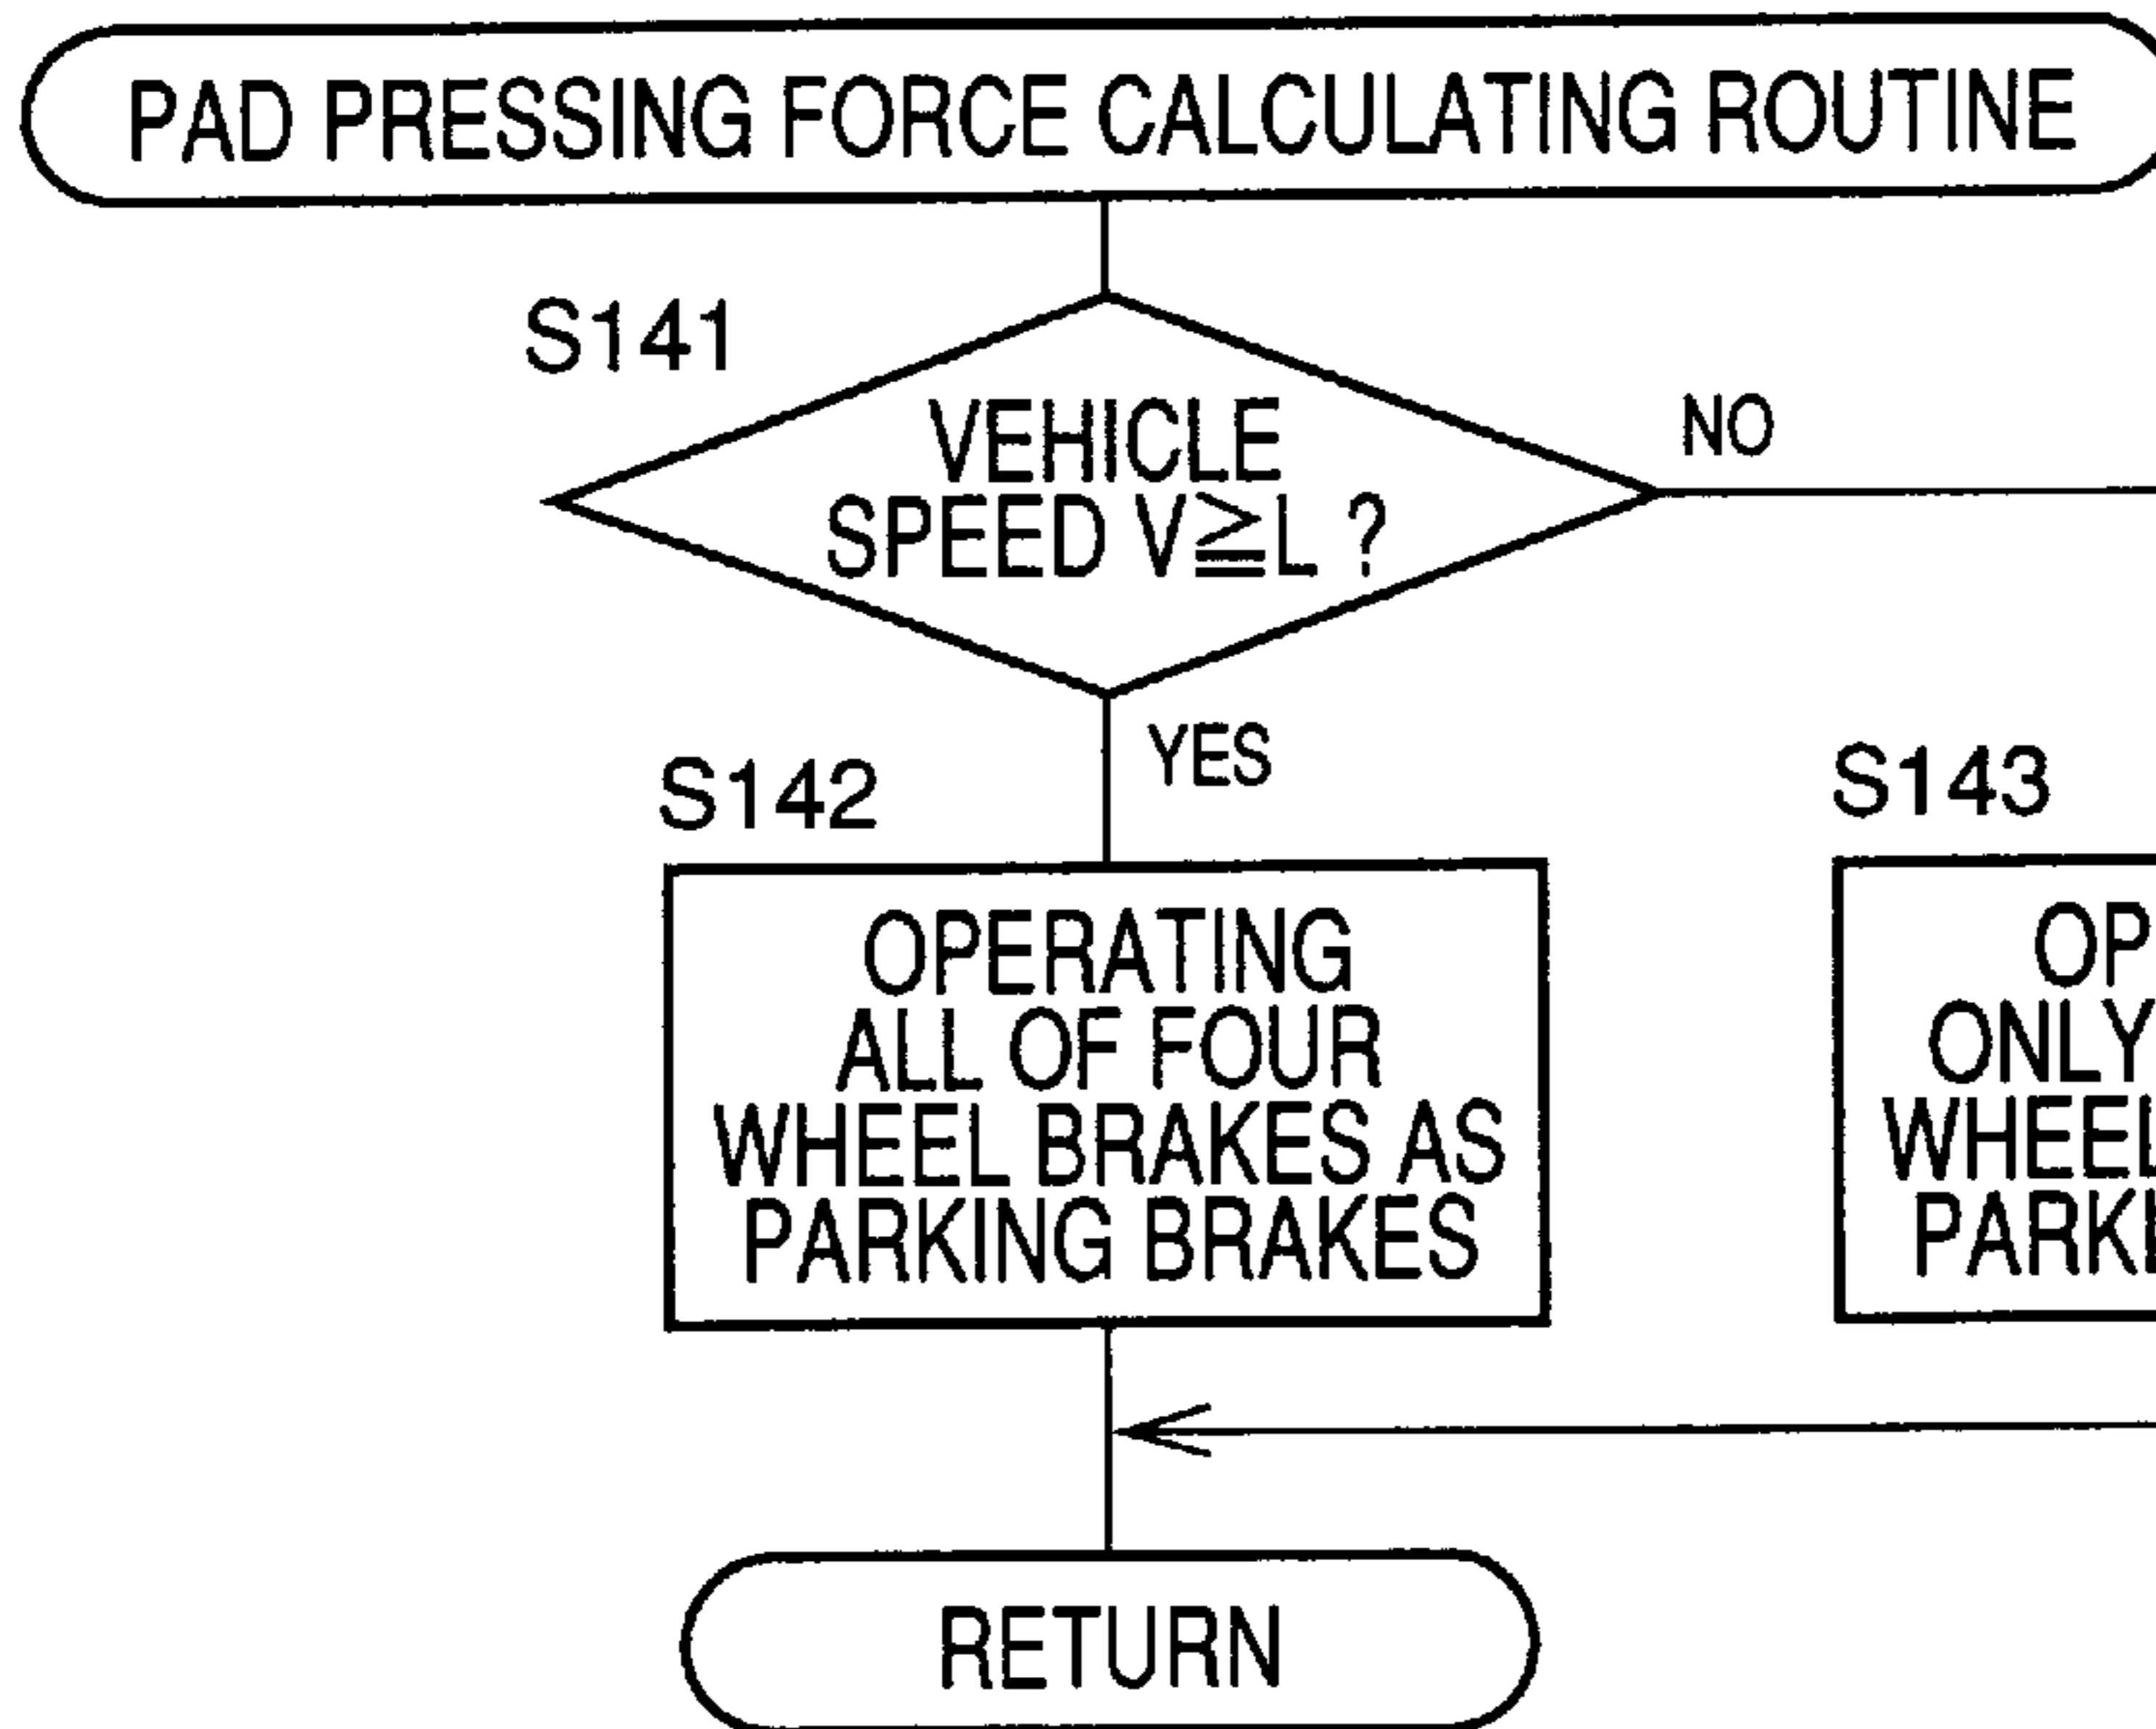 PAD PRESSING FORCE CALCULATING ROUTINE
S141
VEHICLE
SPEED V≧L ?
NO
YES
S142
OPERATING
ALL OF FOUR
WHEEL BRAKES AS
PARKING BRAKES
S143
ONLY
RETURN